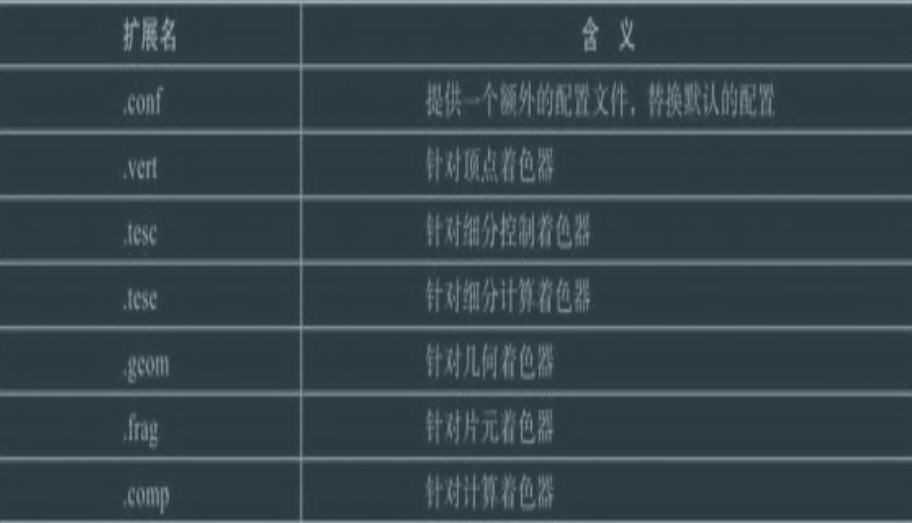 扩展名 含 义
.conf 提供一个额外的配置文件，替换默认的配置
.vert 针对顶点着色器
.tesc 针对细分控制着色器
.tese 针对细分计算着色器
.geom 针对几何着色器
.frag 针对片元着色器
.comp 针对计算着色器